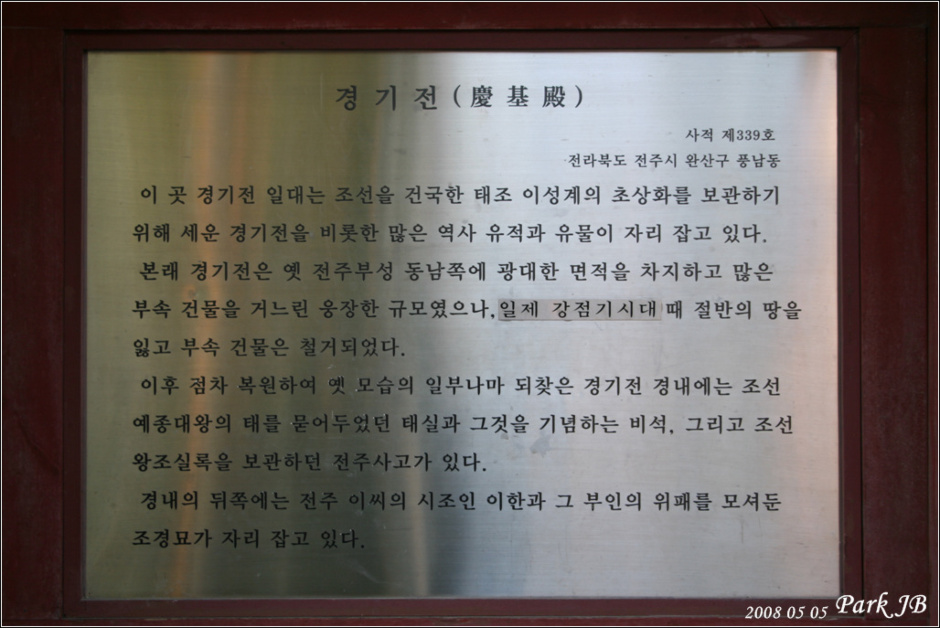 경기전(慶基殿)
사적 제339호
전라북도 전주시 완산구 풍남동
이 곳 경기전 일대는 조선을 건국한 태조 이성계의 초상화를 보관하기
위해 세운 경기전을 비롯한 많은 역사 유적과 유물이 자리 잡고 있다.
본래 경기전은 옛 전주부성 동남쪽에 광대한 면적을 차지하고 많은
부속 건물을 거느린 웅장한 규모였으나,일제 강점기시대 때 절반의 땅을
잃고 부속 건물은 철거되었다.
이후 점차 복원하여 옛 모습의 일부나마 되찾은 경기전 경내에는 조선
예종대왕의 태를 묻어두었던 태실과 그것을 기념하는 비석, 그리고 조선
왕조실록을 보관하던 전주사고가 있다.
경내의 뒤쪽에는 전주 이씨의 시조인 이한과 그 부인의 위패를 모셔둔
조경묘가 자리 잡고 있다.
2008 05 05 Park JB